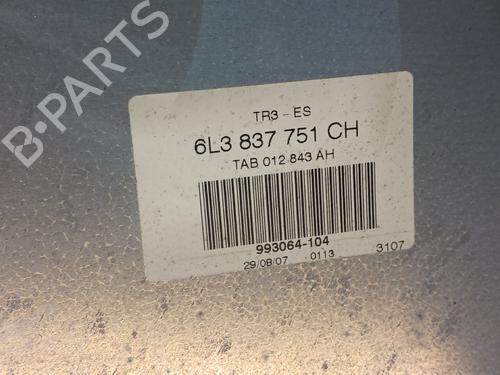 B-PARTS
TR3 - ES
6L3 837 751 CH
TAB 012 843 AH
993064-104
29/08/07 0113 3107